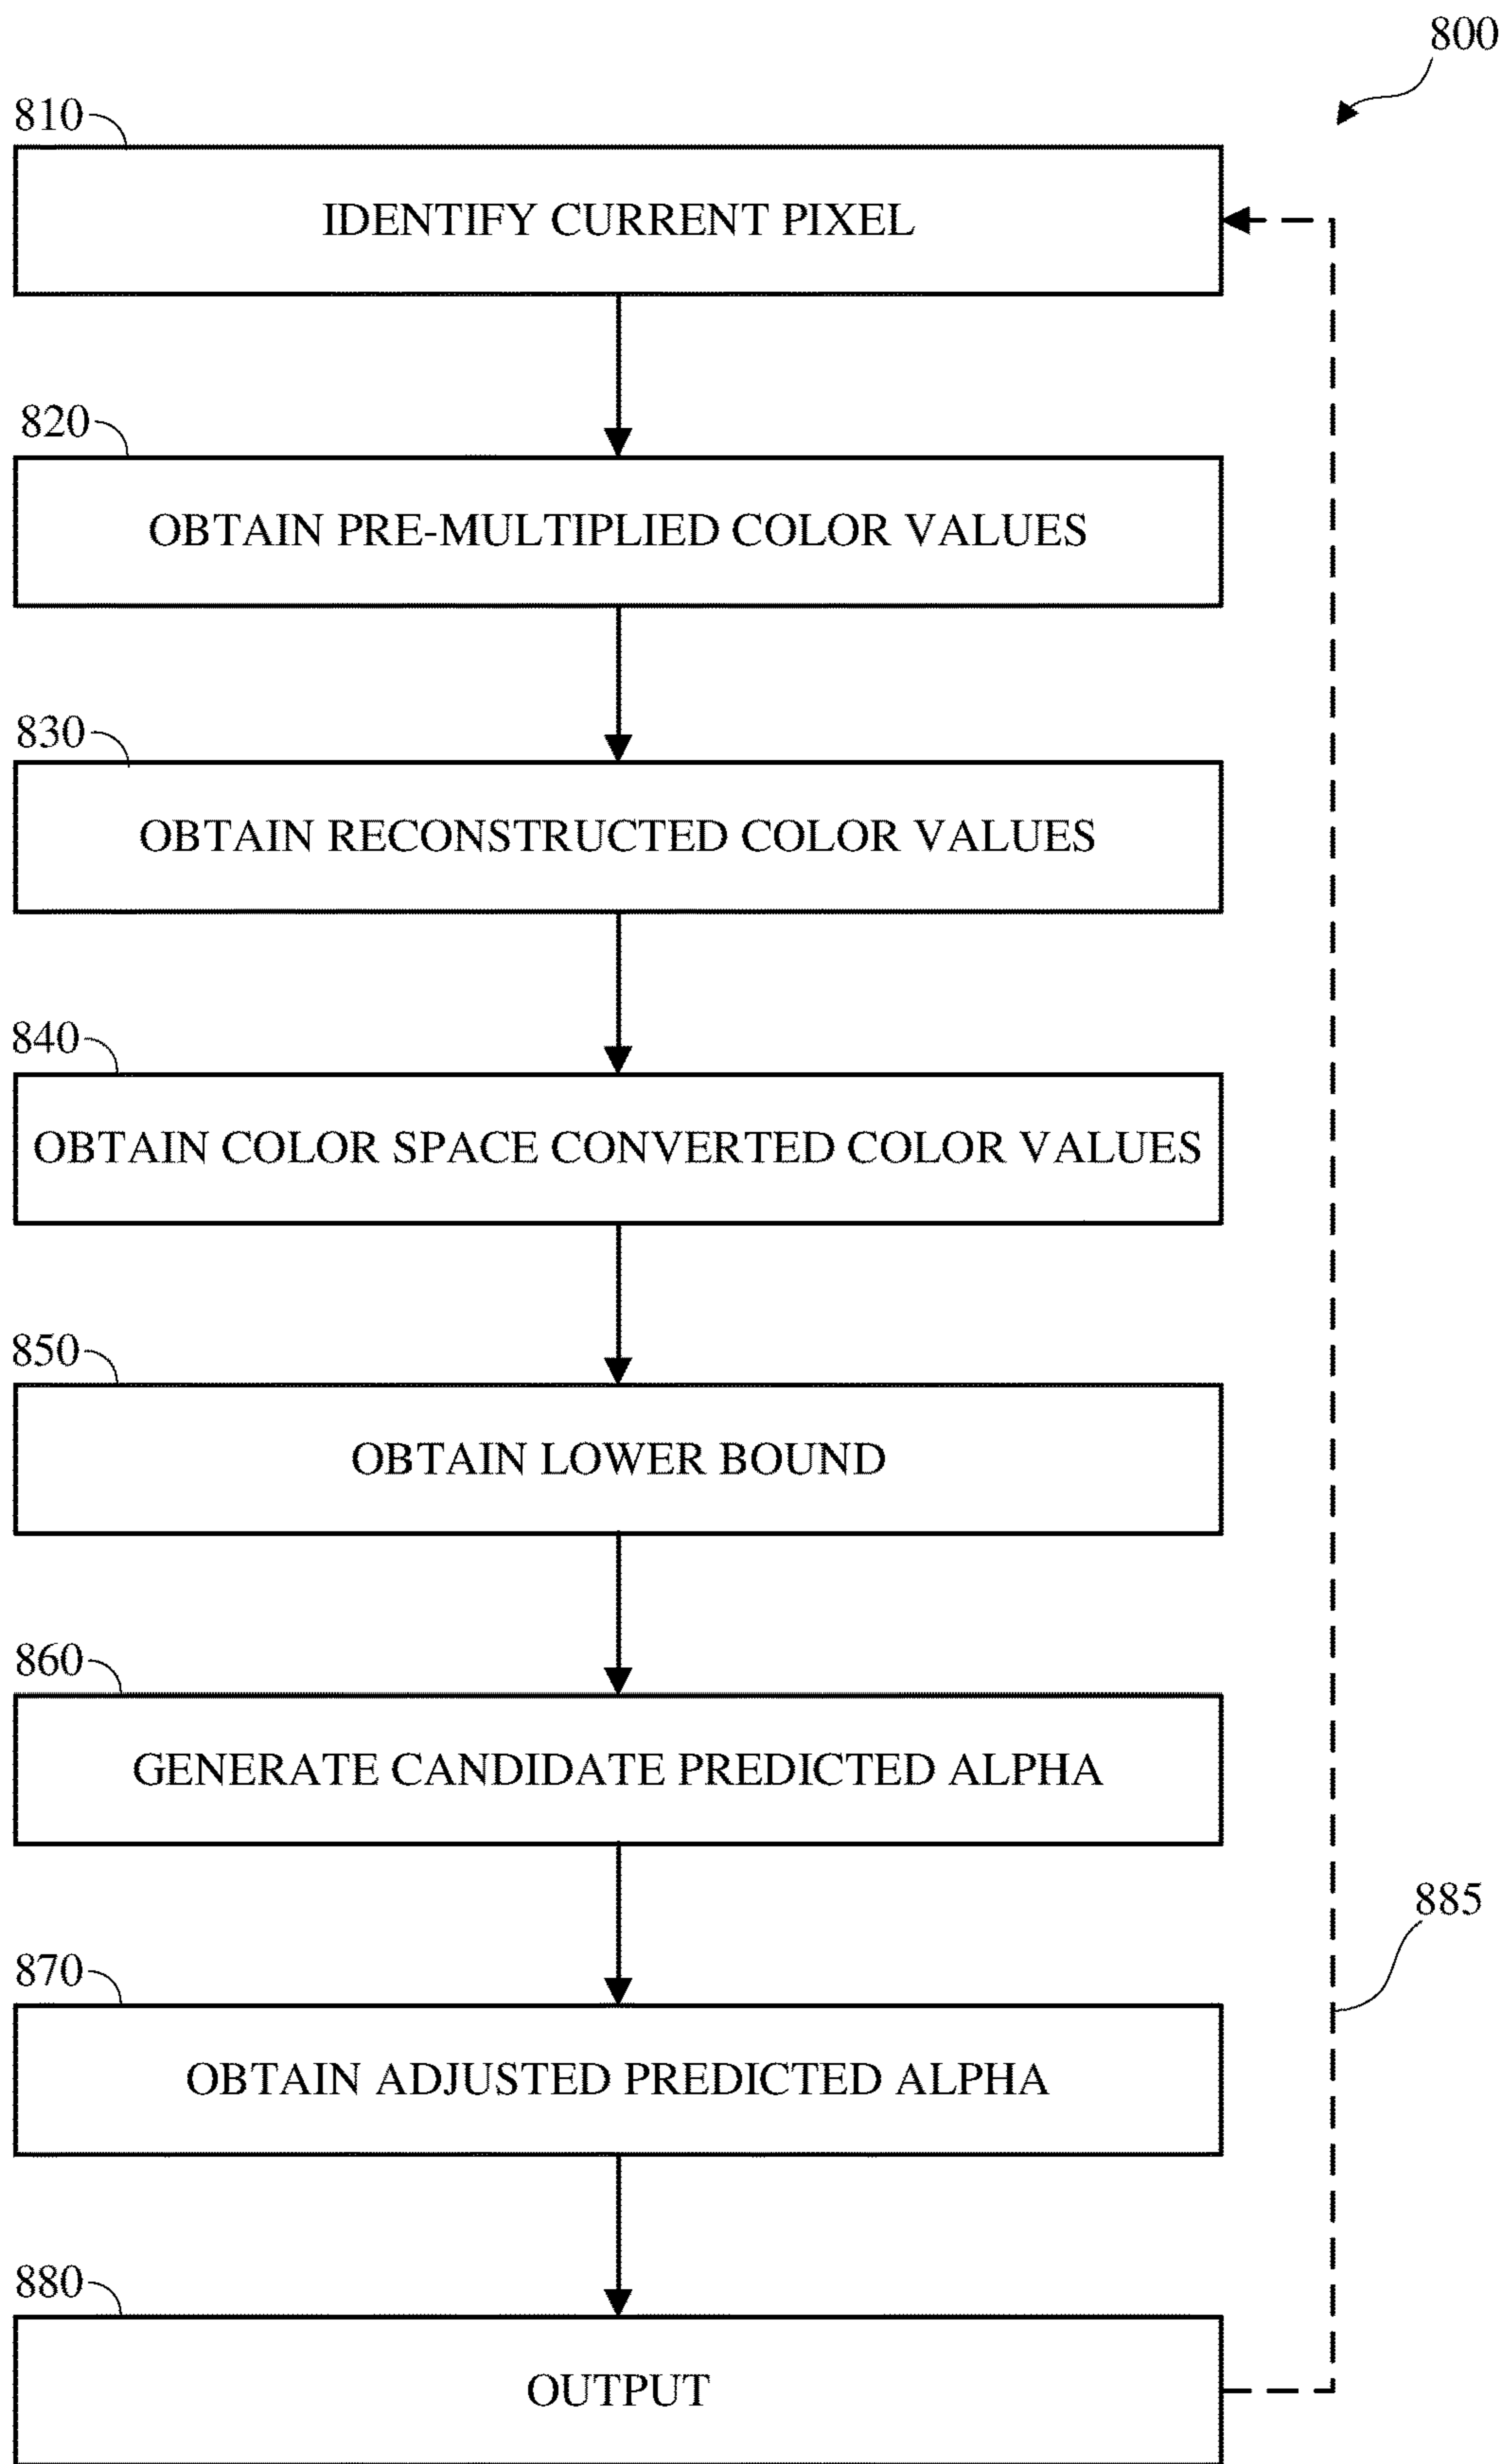 800
810
IDENTIFY CURRENT PIXEL
820
OBTAIN PRE-MULTIPLIED COLOR VALUES
830
OBTAIN RECONSTRUCTED COLOR VALUES
840
OBTAIN COLOR SPACE CONVERTED COLOR VALUES
850
OBTAIN LOWER BOUND
860
GENERATE CANDIDATE PREDICTED ALPHA
885
870
OBTAIN ADJUSTED PREDICTED ALPHA
880
OUTPUT